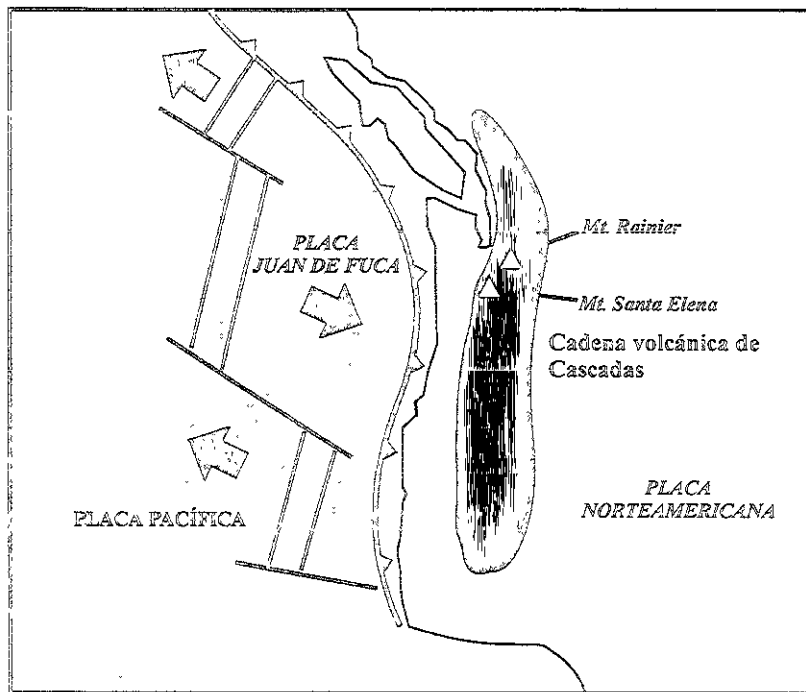 PLACA
JUAN DE FUCA
Mt. Rainier
Mt. Santa Elena
Cadena volcánica de
Cascadas
PLACA
NORTEAMERICANA
PLACA PACÍFICA